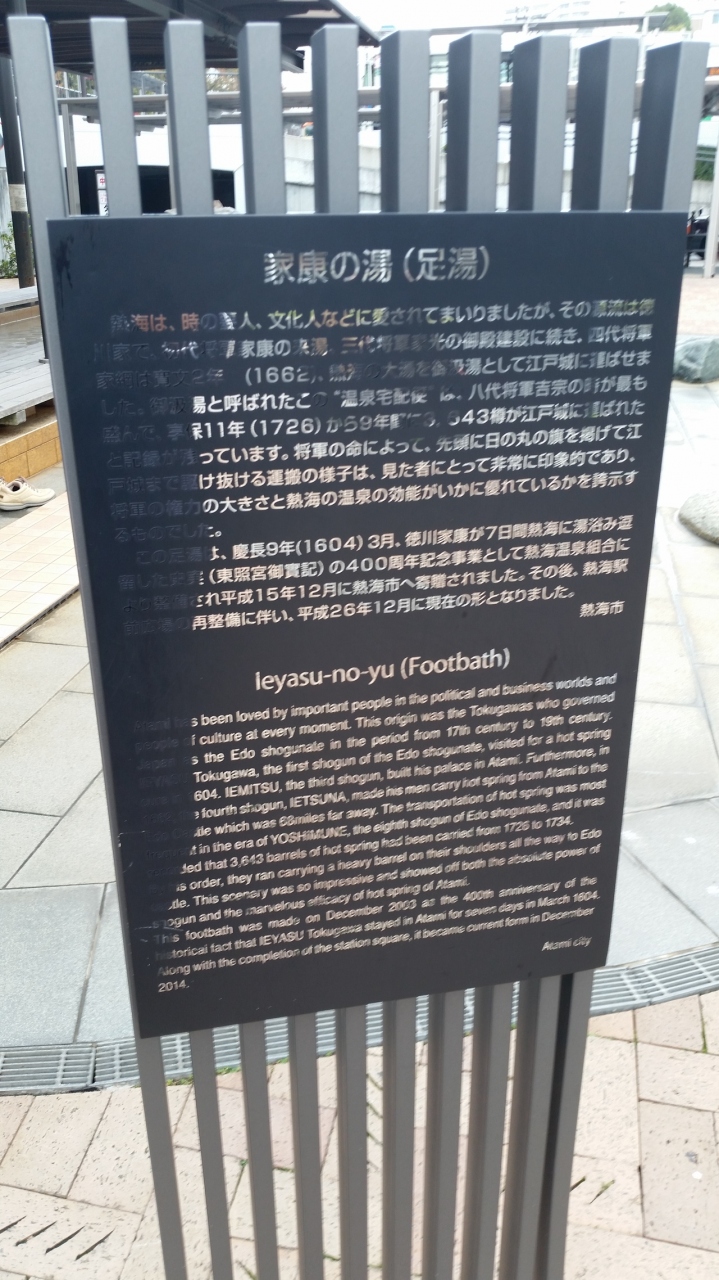 家康の湯（足湯）
熱海は、時の賢人、文化人などに愛されてまいりましたが、その源流は徳
川家で、初代将軍家康の来湯、三代将軍家光の御殿建設に続き、四代将軍
家綱は寛文2年 (1662)、熱海の大湯を汲湯として江戸城に運ばせま
した。御汲湯と呼ばれたこの“温泉宅配便”は、八代将軍吉宗の時が最も
盛んで、享保11年(1726)から59年 3,643樽が江戸城に運ばれた
と記録が残っています。将軍の命によって、先頭に日の丸の旗を掲げて江
戸城まで駆け抜ける運搬の様子は、見た者にとって非常に印象的であり、
将軍の権力の大きさと熱海の温泉の効能がいかに優れているかを誇示す
るものでした。
この足湯は、慶長9年(1604)3月、徳川家康が7日間熱海に湯浴み逗
留した史実(東照宮御實記)の400周年記念事業として熱海温泉組合に
より され平成15年12月に熱海市へ寄贈されました。その後、熱海駅
前広場の再整備に伴い、平成26年12月に現在の形となりました。
熱海市
Ieyasu-no-yu (Footbath)
Atami has been loved by important people in the political and business worlds and
people of culture at every moment. This origin was the Tokugawas who governed
Japan as the Edo shogunate in the period from 17th century to 19th century.
Tokugawa, the first shogun of the Edo shogunate, visited for a hot spring
604. IEMITSU, the third shogun, built his palace in Atami. Furthermore, in
the fourth shogun, IETSUNA, made his men carry hot spring from Atami to the
tle which was 68miles far away. The transportation of hot spring was most
t in the era of YOSHIMUNE, the eighth shogun of Edo shogunate, and it was
ded that 3,643 barrels of hot spring had been carried from 1726 to 1734.
is order, they ran carrying a heavy barrel on their shoulders all the way to Edo
tle. This scenary was so impressive and showed off both the absolute power of
shogun and the marvelous efficacy of hot spring of Atami.
This footbath was made on December 2003 as the 400th anniversary of the
historical fact that IEYASU Tokugawa stayed in Atami for seven days in March 1604.
Along with the completion of the station square, it became current form in December
2014.
Atami city